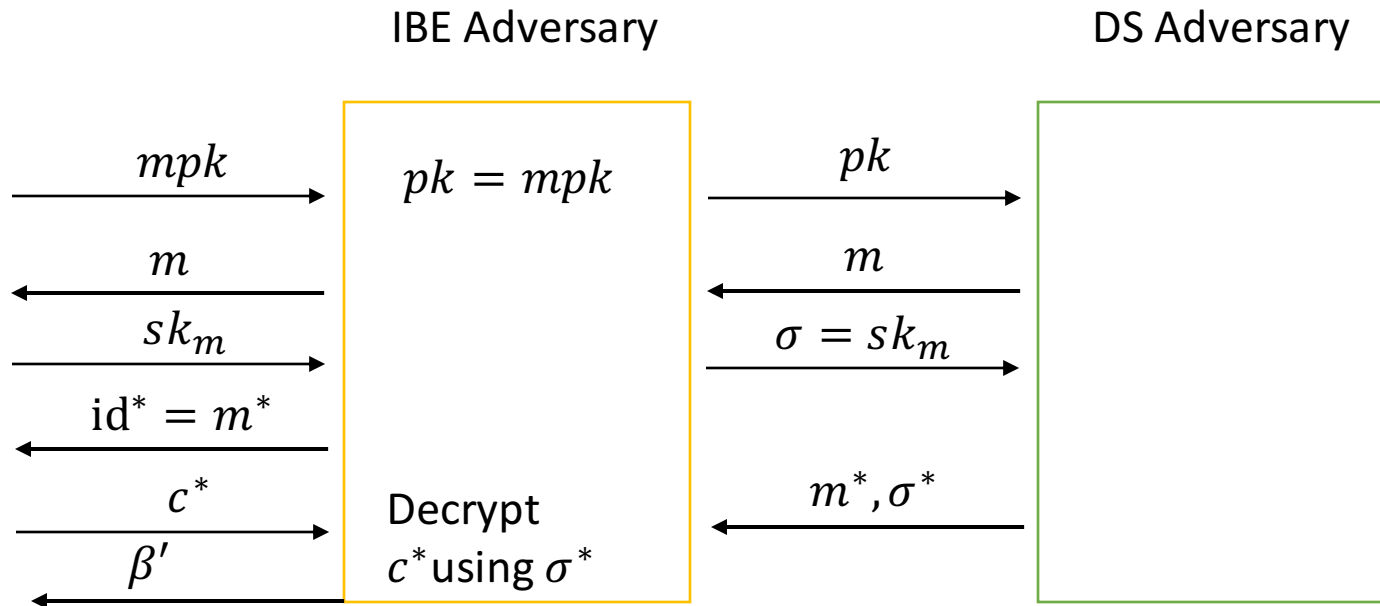 IBE Adversary
DS Adversary
mpk
pk = mpk
pk
m
m
sk_m
σ = sk_m
id* = m*
c*
m*, σ*
Decrypt
c*using σ*
β′